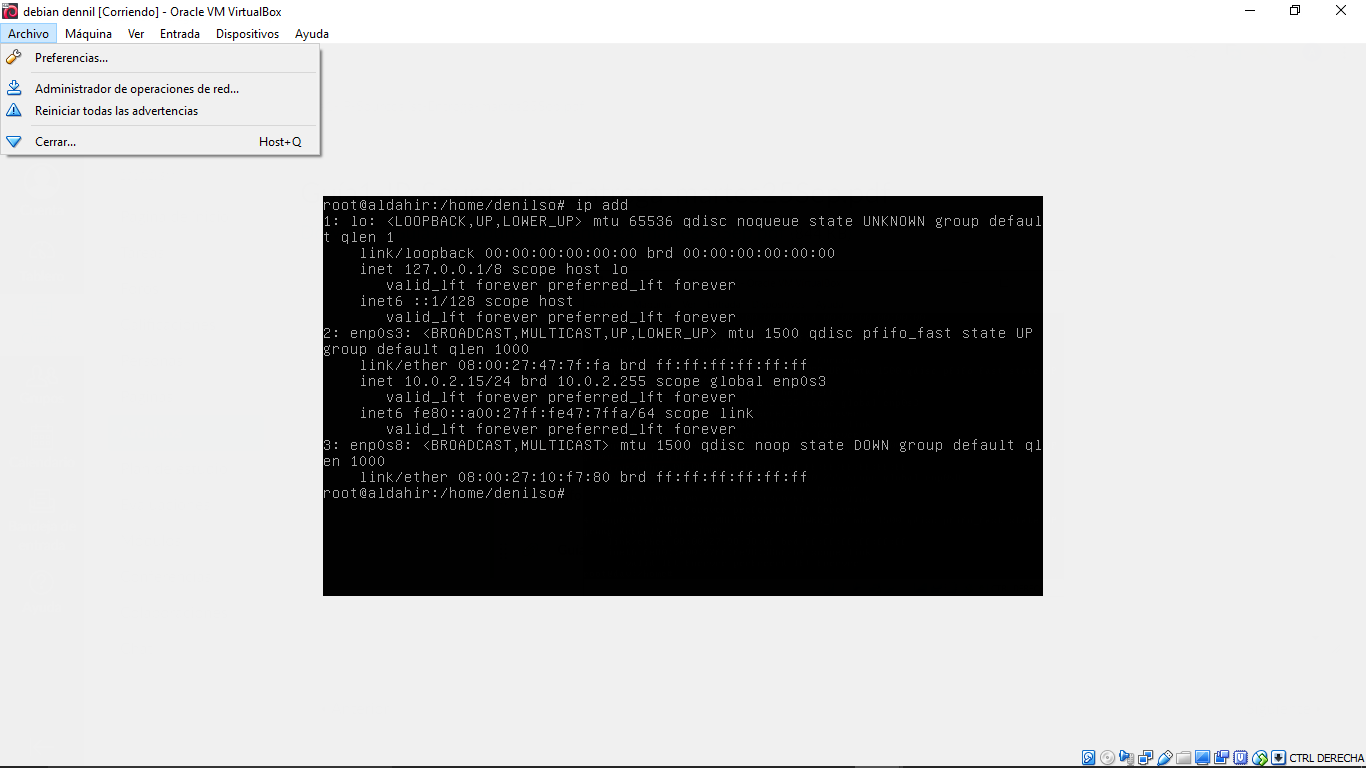 debian dennil [Corriendo] - Oracle VM VirtualBox
Archivo Máquina Ver Entrada Dispositivos Ayuda
Preferencias...
Administrador de operaciones de red...
Reiniciar todas las advertencias
Cerrar... Host+Q
root@aldahir:/home/denilso# ip add
1: lo: <LOOPBACK,UP,LOWER_UP> mtu 65536 qdisc noqueue state UNKNOWN group defaul
t qlen 1
link/loopback 00:00:00:00:00:00 brd 00:00:00:00:00:00
inet 127.0.0.1/8 scope host lo
valid_lft forever preferred_lft forever
inet6 ::1/128 scope host
valid_lft forever preferred_lft forever
2: enp0s3: <BROADCAST,MULTICAST,UP,LOWER_UP> mtu 1500 qdisc pfifo_fast state UP
group default qlen 1000
link/ether 08:00:27:47:7f:fa brd ff:ff:ff:ff:ff:ff
inet 10.0.2.15/24 brd 10.0.2.255 scope global enp0s3
valid_lft forever preferred_lft forever
inet6 fe80::a00:27ff:fe47:7ffa/64 scope link
valid_lft forever preferred_lft forever
3: enp0s8: <BROADCAST,MULTICAST> mtu 1500 qdisc noop state DOWN group default ql
en 1000
link/ether 08:00:27:10:f7:80 brd ff:ff:ff:ff:ff:ff
root@aldahir:/home/denilso#
CTRL DERECHA